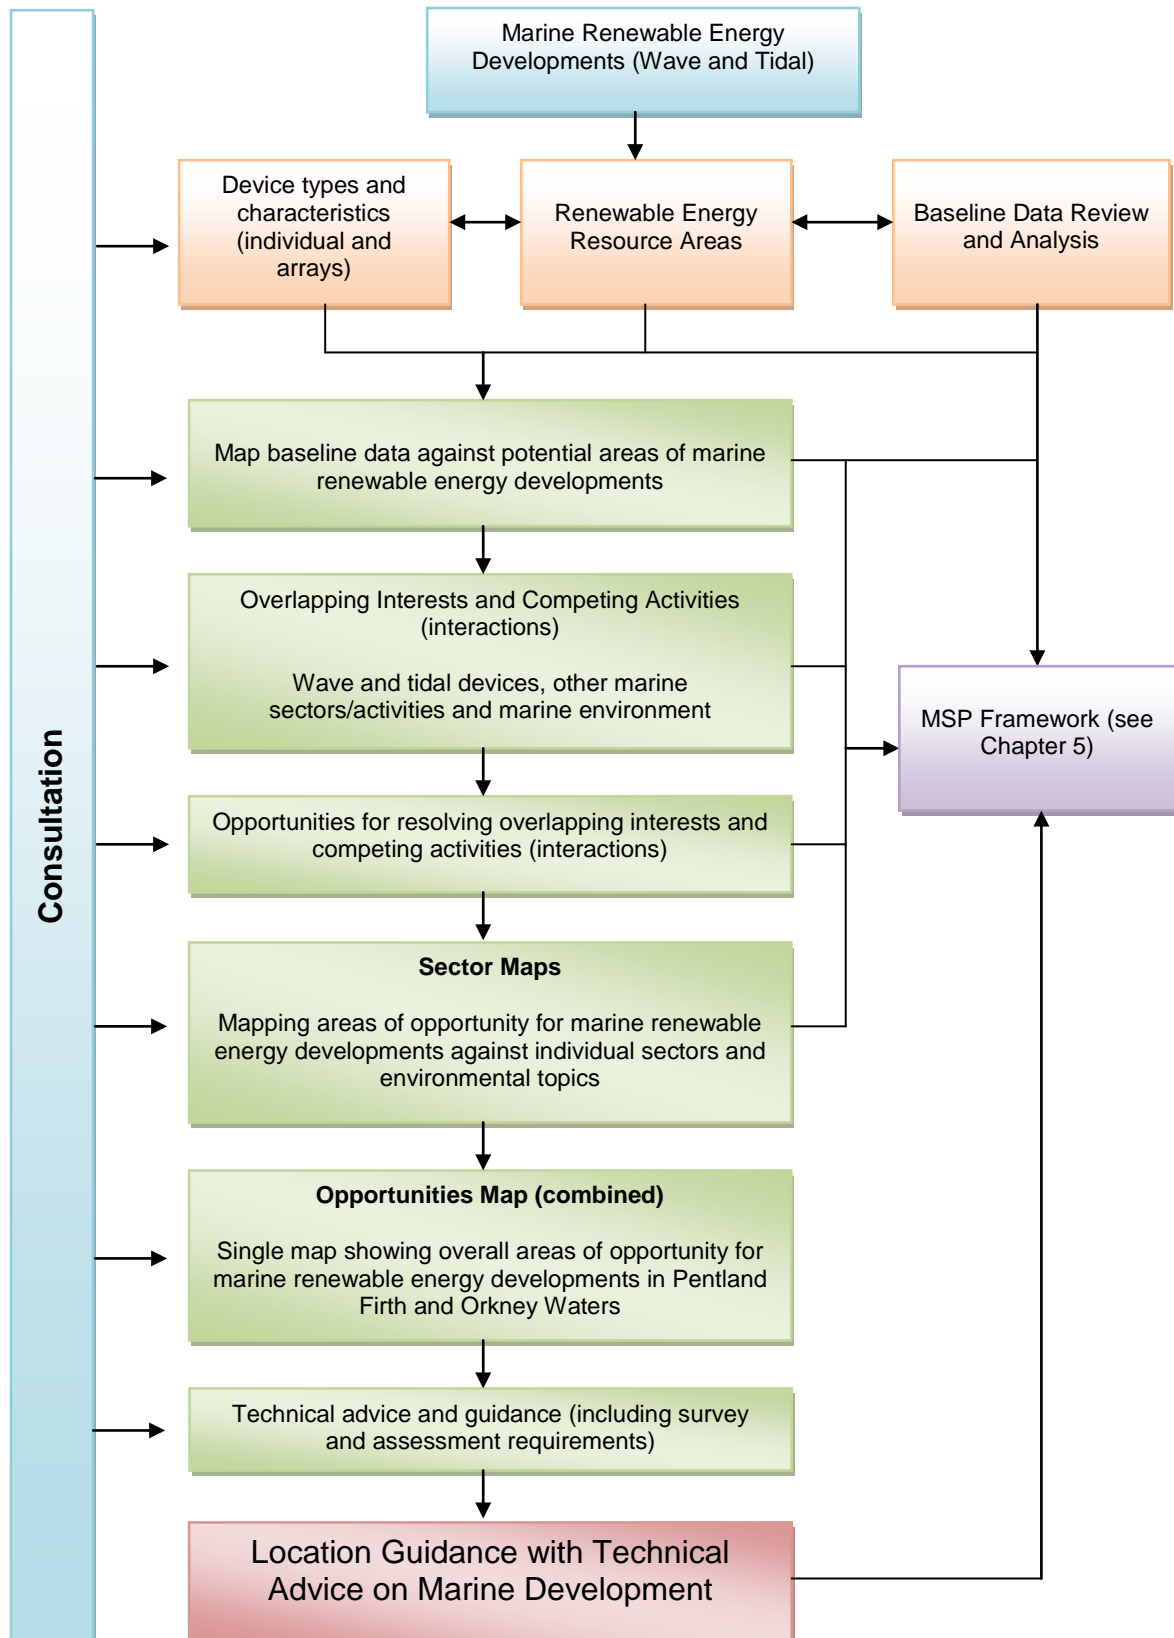 Marine Renewable Energy
Developments (Wave and Tidal)
Device types and
characteristics
(individual and
arrays)
Renewable Energy
Resource Areas
Baseline Data Review
and Analysis
Map baseline data against potential areas of marine
renewable energy developments
Overlapping Interests and Competing Activities
(interactions)
Wave and tidal devices, other marine
sectors/activities and marine environment
MSP Framework (see
Chapter 5)
Consultation
Opportunities for resolving overlapping interests and
competing activities (interactions)
Sector Maps
Mapping areas of opportunity for marine renewable
energy developments against individual sectors and
environmental topics
Opportunities Map (combined)
Single map showing overall areas of opportunity for
marine renewable energy developments in Pentland
Firth and Orkney Waters
Technical advice and guidance (including survey
and assessment requirements)
Location Guidance with Technical
Advice on Marine Development